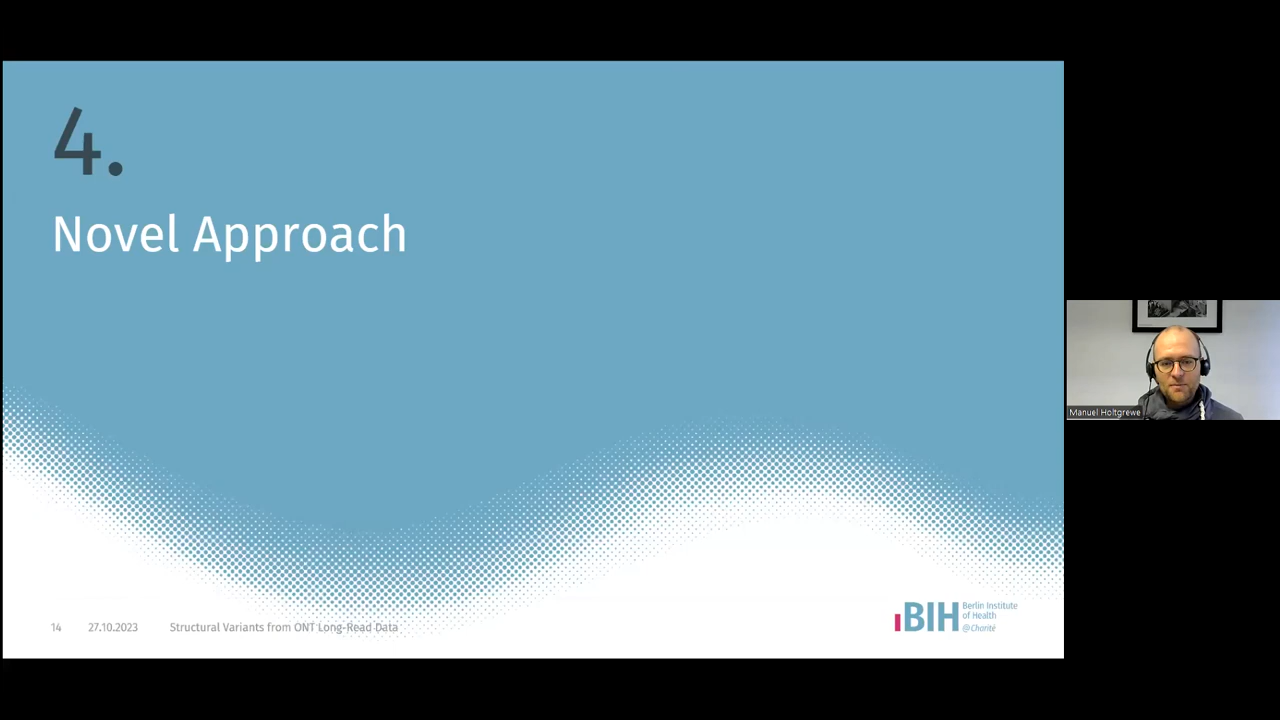 4.
Novel Approach
Manuel Holtgrewe
14 27.10.2023 Structural Variants from ONT Long-Read Data
BIH
Berlin Institute
of Health
@Charité